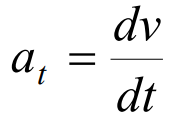 a_t = dv/dt